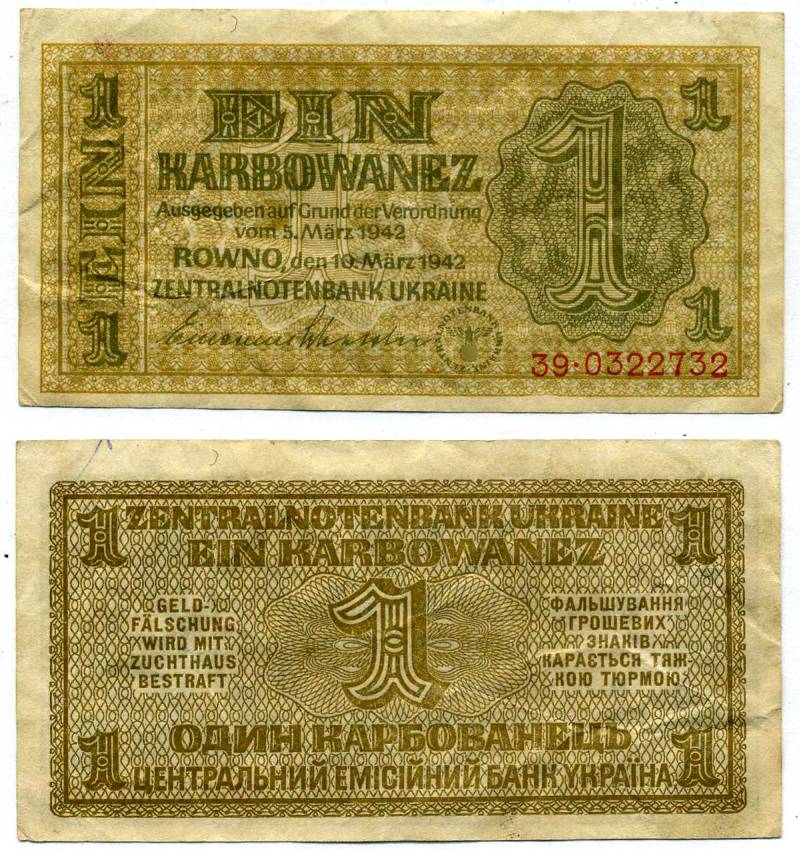 1
EINE
1
EIN
KARBOWANEZ
Ausgegeben auf Grund der Verordnung
vom 5. März 1942
ROWNO, den 10. März 1942
ZENTRALNOTENBANK UKRAINE
1
1
1
39·0322732
1 ZENTRALNOTENBANK UKRAINE 1
EIN KARBOWANEZ
GELD-
FÄLSCHUNG
WIRD MIT
ZUCHTHAUS
BESTRAFT
1
ФАЛЬШУВАННЯ
ГРОШЕВИХ
ЗНАКІВ
КАРАЄТЬСЯ ТЯЖ-
КОЮ ТЮРМОЮ
ОДИН КАРБОВАНЕЦЬ
1 ЦЕНТРАЛЬНИЙ ЕМІСІЙНИЙ БАНК УКРАЇНА 1